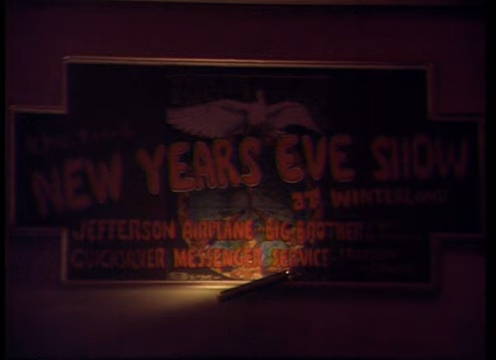 NEW YEARS EVE SHOW
AT WINTERLAND
JEFFERSON AIRPLANE BIG BROTHER
QUICKSILVER MESSENGER SERVICE